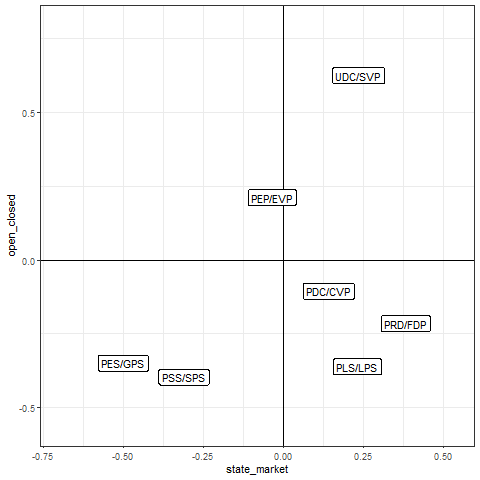 UDC/SVP
0.5
PEP/EVP
open_closed
0.0
PDC/CVP
PRD/FDP
PES/GPS
PLS/LPS
PSS/SPS
-0.5
-0.75
-0.50
-0.25
0.00
0.25
0.50
state_market